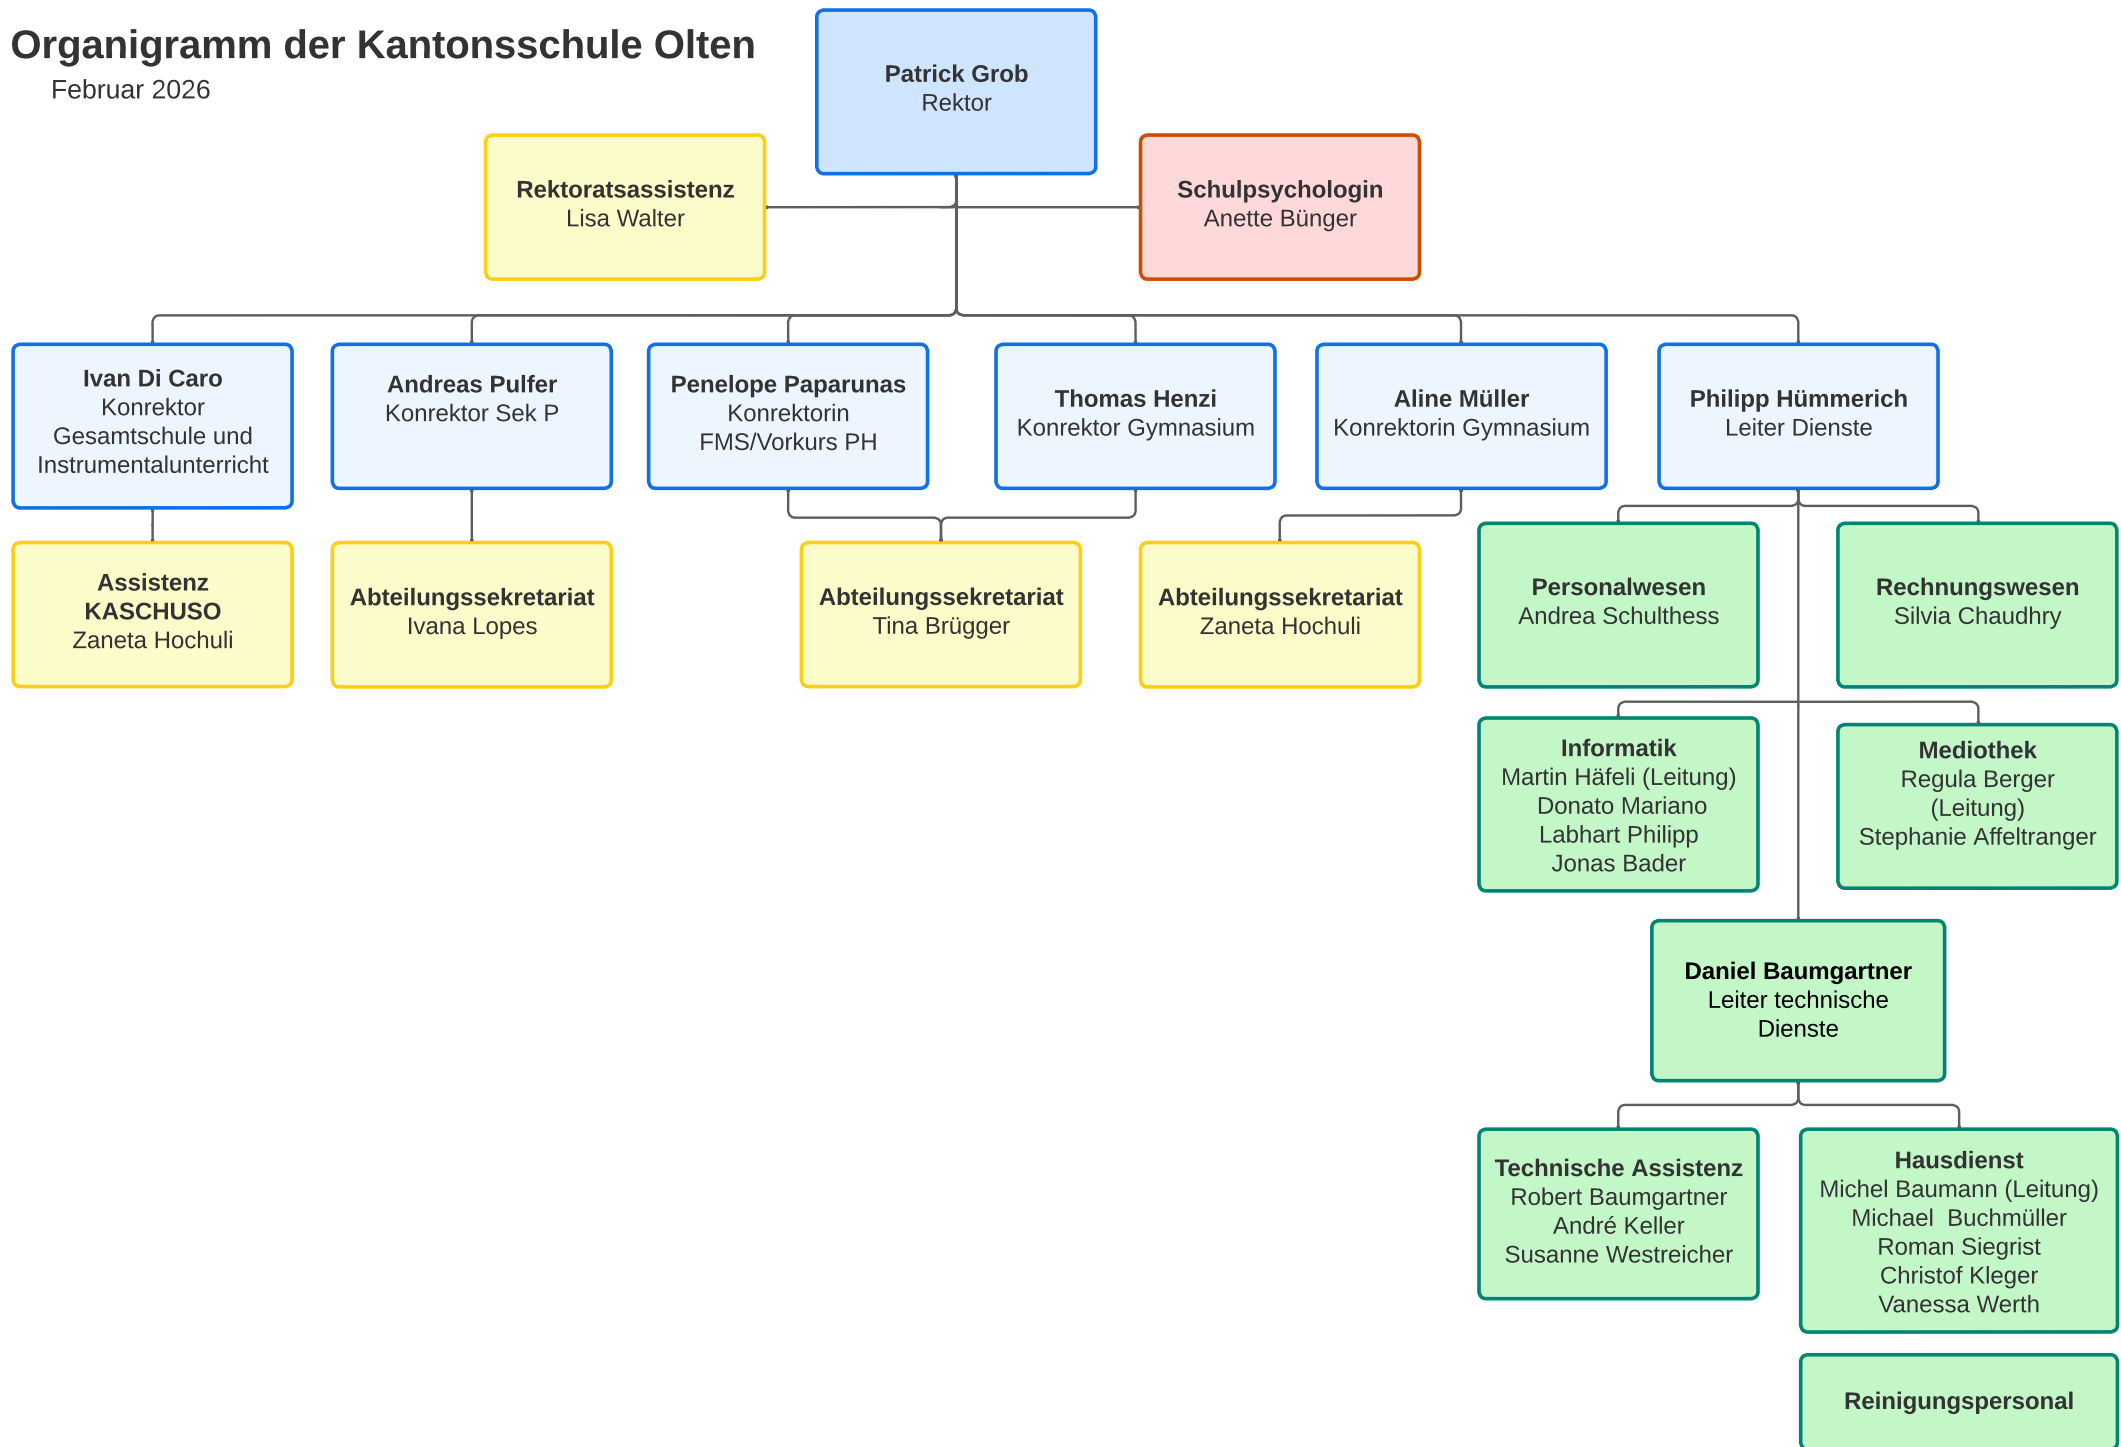 Organigramm der Kantonsschule Olten
Februar 2026
Patrick Grob
Rektor
Rektoratsassistenz
Lisa Walter
Schulpsychologin
Anette Bünger
Ivan Di Caro
Konrektor
Gesamtschule und
Instrumentalunterricht
Andreas Pulfer
Konrektor Sek P
Penelope Paparunas
Konrektorin
FMS/Vorkurs PH
Thomas Henzi
Konrektor Gymnasium
Aline Müller
Konrektorin Gymnasium
Philipp Hümmerich
Leiter Dienste
Assistenz
KASCHUSO
Zaneta Hochuli
Abteilungssekretariat
Ivana Lopes
Abteilungssekretariat
Tina Brügger
Abteilungssekretariat
Zaneta Hochuli
Personalwesen
Andrea Schulthess
Rechnungswesen
Silvia Chaudhry
Informatik
Martin Häfeli (Leitung)
Donato Mariano
Labhart Philipp
Jonas Bader
Mediothek
Regula Berger
(Leitung)
Stephanie Affeltranger
Daniel Baumgartner
Leiter technische
Dienste
Technische Assistenz
Robert Baumgartner
André Keller
Susanne Westreicher
Hausdienst
Michel Baumann (Leitung)
Michael  Buchmüller
Roman Siegrist
Christof Kleger
Vanessa Werth
Reinigungspersonal